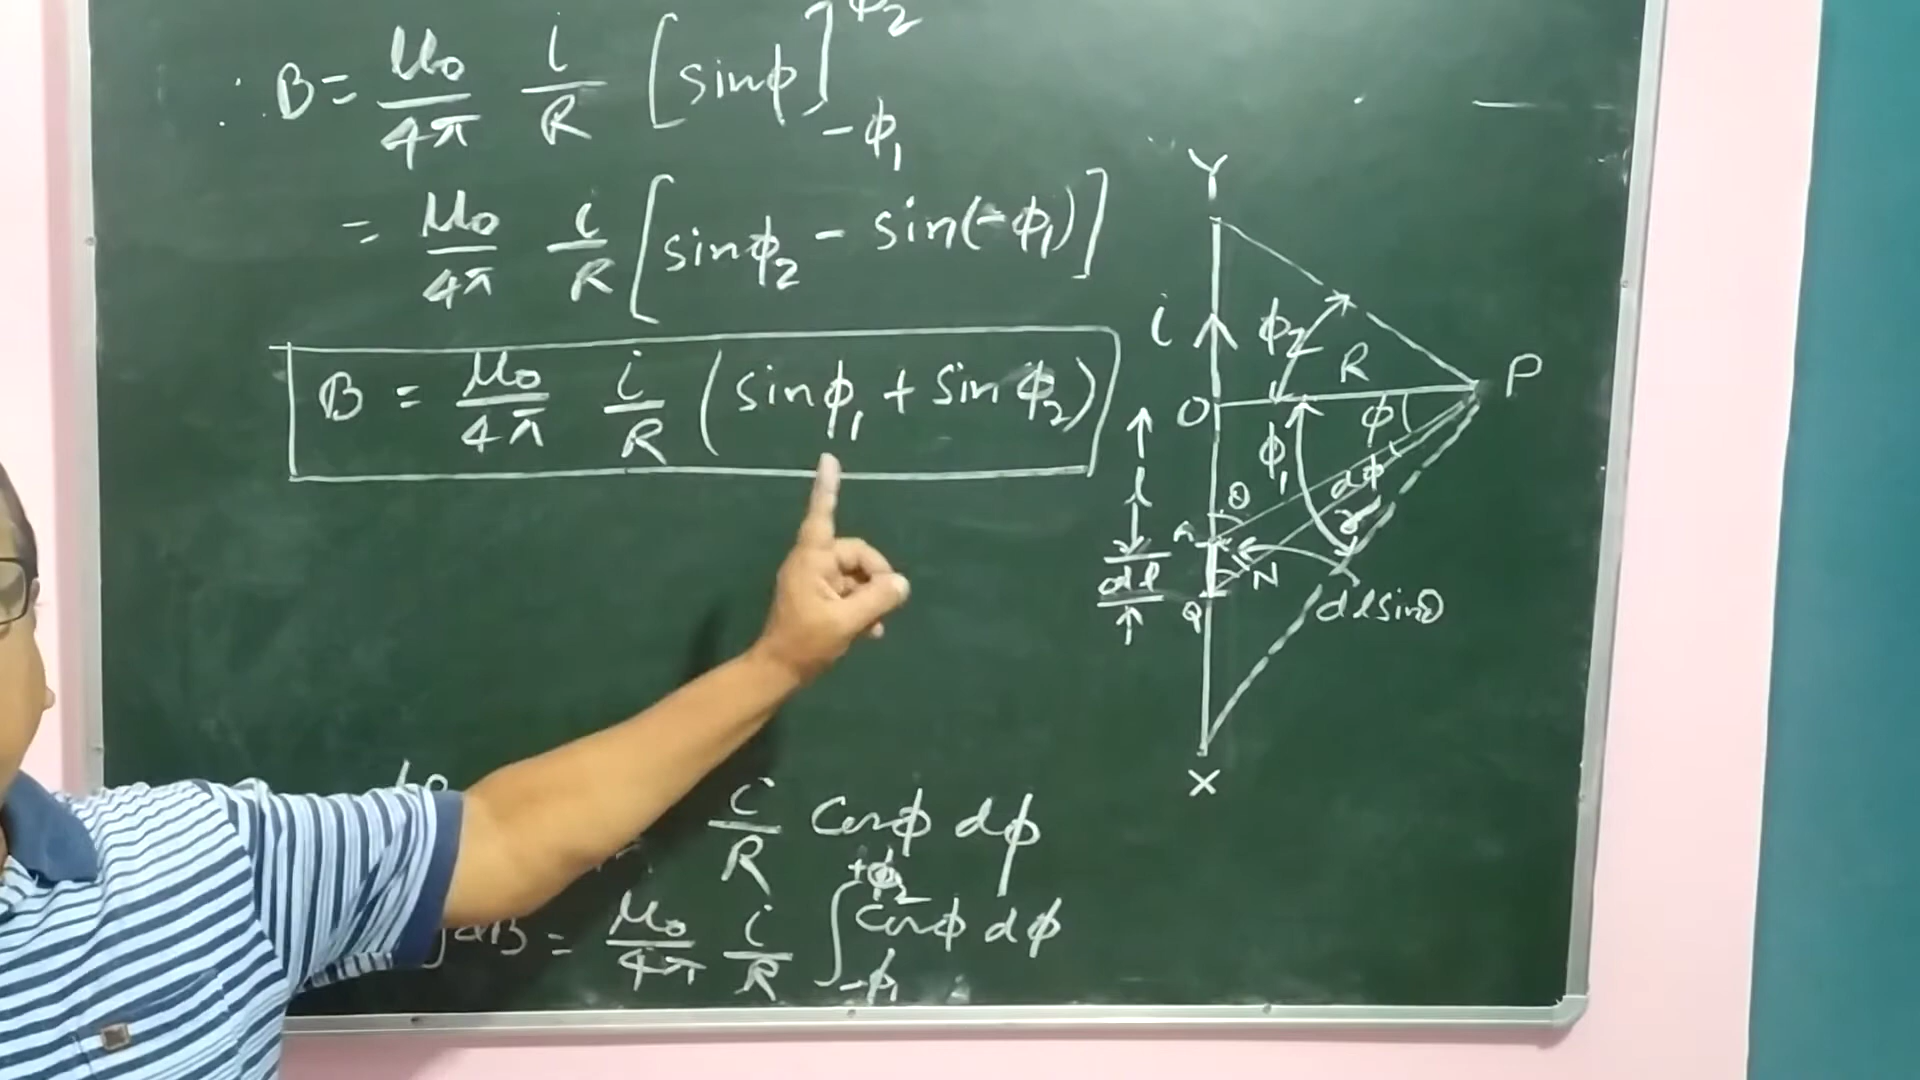 ∴ B = μ₀/4π i/R [sinϕ]₋ϕ₁^ϕ₂
= μ₀/4π i/R [sinϕ₂ - sin(-ϕ₁)]
B = μ₀/4π i/R (sinϕ₁ + sinϕ₂)
i/R cosϕ dϕ
∫dB = μ₀/4π i/R ∫₋ϕ₁^+ϕ₂ cosϕ dϕ
Y
i
ϕ₂
R
P
O
ϕ
ϕ₁
l
dϕ
θ
r
dl
N
Q
dl sinθ
X